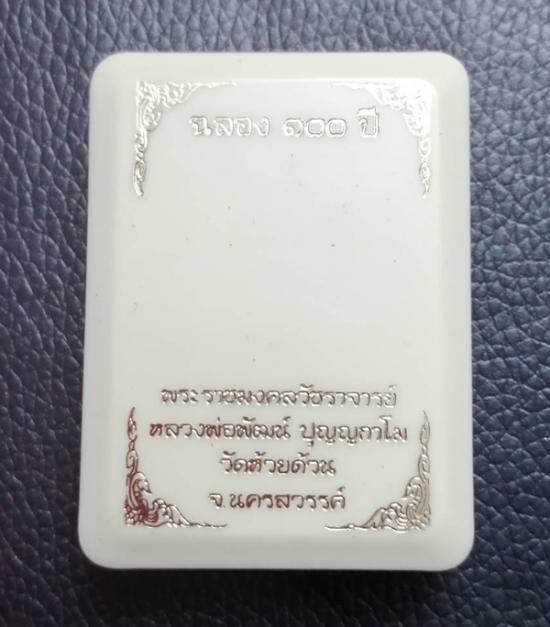 ฉลอง ๑๐๐ ปี
พระราชมงคลวัชราจารย์
หลวงพ่อพัฒน์ ปุญญกาโม
วัดห้วยด้วน
จ.นครสวรรค์